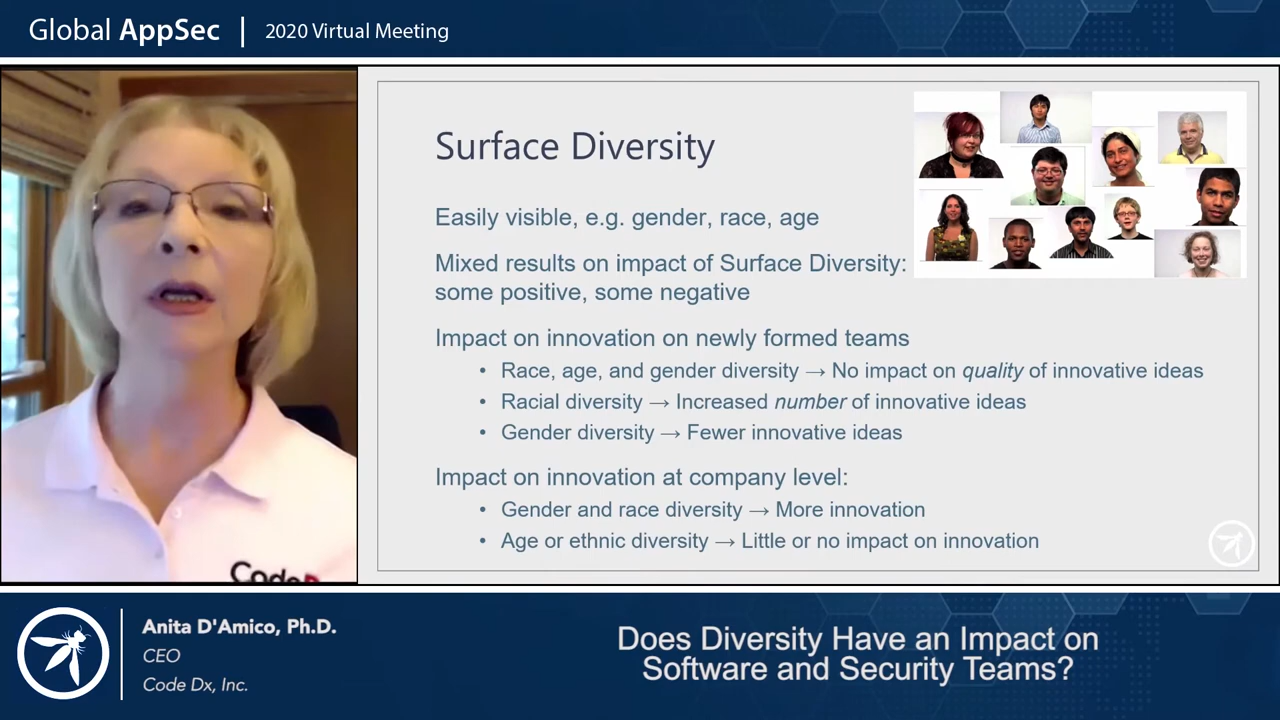 Global AppSec | 2020 Virtual Meeting
Surface Diversity
Easily visible, e.g. gender, race, age
Mixed results on impact of Surface Diversity:
some positive, some negative
Impact on innovation on newly formed teams
• Race, age, and gender diversity → No impact on quality of innovative ideas
• Racial diversity → Increased number of innovative ideas
• Gender diversity → Fewer innovative ideas
Impact on innovation at company level:
• Gender and race diversity → More innovation
• Age or ethnic diversity → Little or no impact on innovation
Code D
Anita D'Amico, Ph.D.
CEO
Code Dx, Inc.
Does Diversity Have an Impact on
Software and Security Teams?